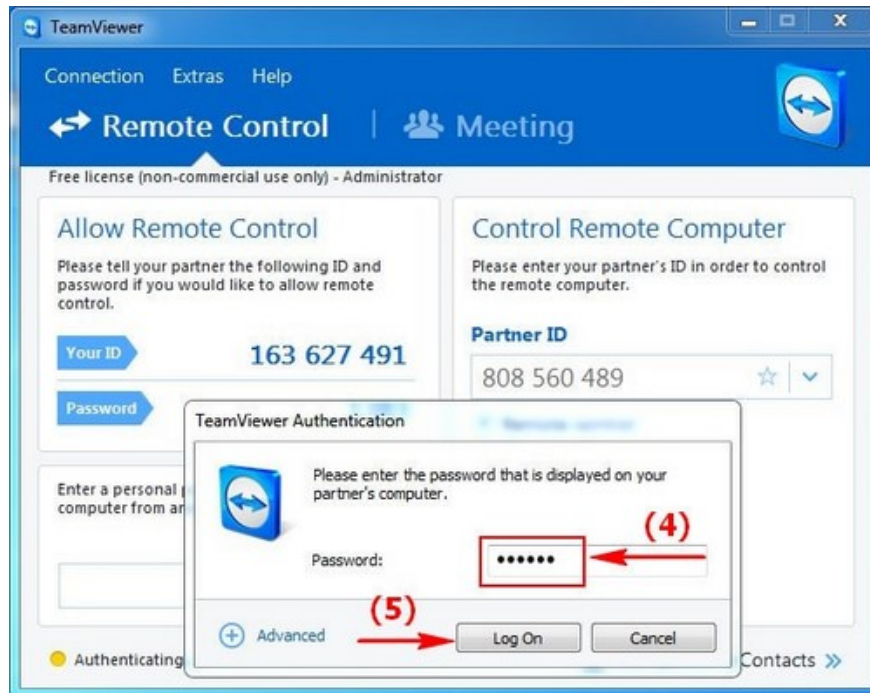 TeamViewer
Connection Extras Help
Remote Control | Meeting
Free license (non-commercial use only) - Administrator
Allow Remote Control
Please tell your partner the following ID and
password if you would like to allow remote
control.
Your ID 163 627 491
Password
Enter a personal
computer from
Control Remote Computer
Please enter your partner's ID in order to control
the remote computer.
Partner ID
808 560 489
Remote control
TeamViewer Authentication
Please enter the password that is displayed on your
partner's computer.
(4)
Password: ••••••
(5)
Advanced Log On Cancel
Authenticating
Contacts